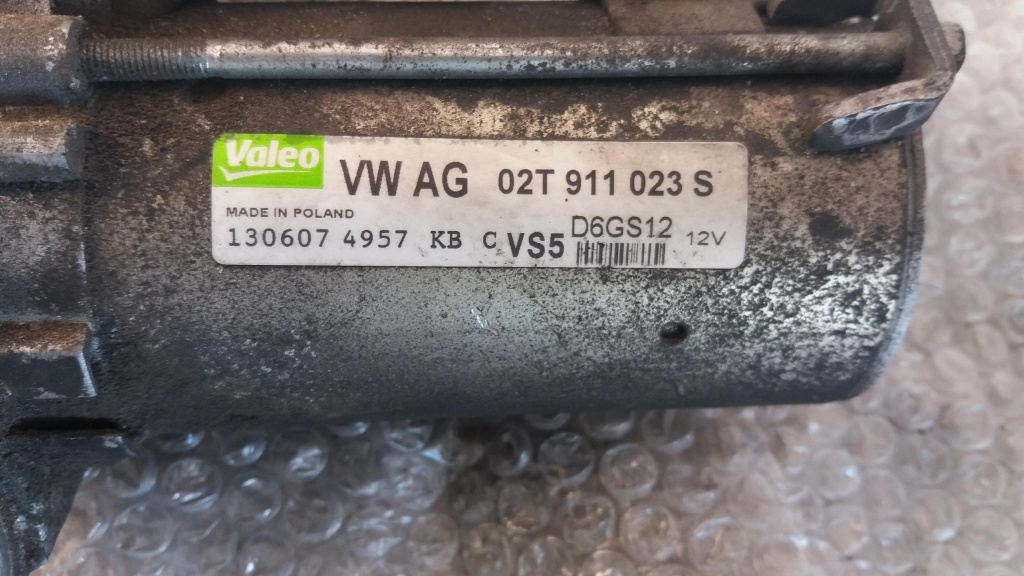 Valeo VW AG 02T 911 023 S
MADE IN POLAND
130607 4957 KB C VS5 D6GS12 12V